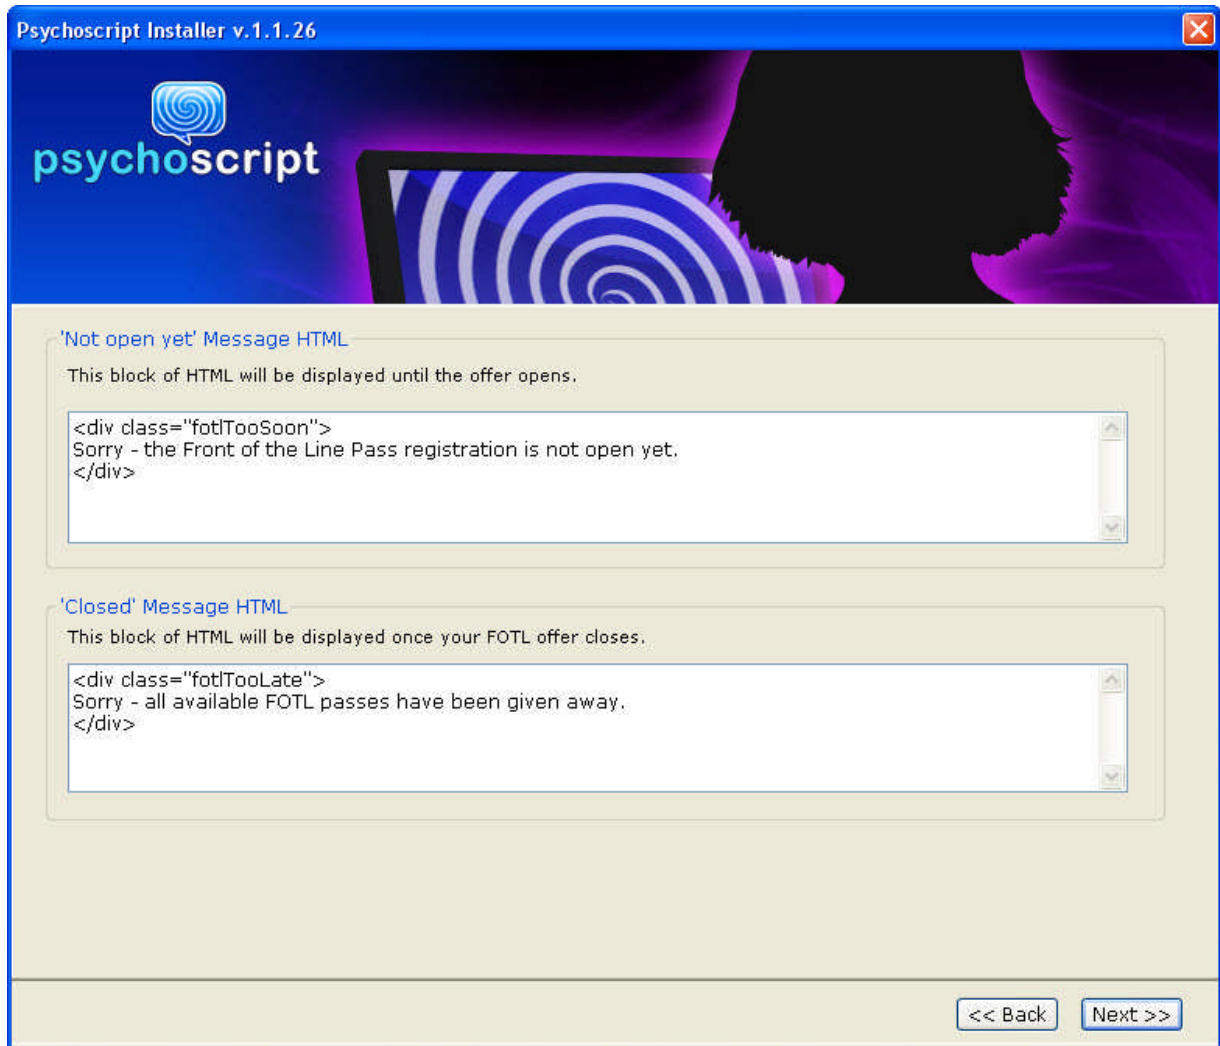 Psychoscript Installer v.1.1.26
psychoscript
'Not open yet' Message HTML
This block of HTML will be displayed until the offer opens.
<div class="fotlTooSoon">
Sorry - the Front of the Line Pass registration is not open yet.
</div>
'Closed' Message HTML
This block of HTML will be displayed once your FOTL offer closes.
<div class="fotlTooLate">
Sorry - all available FOTL passes have been given away.
</div>
<< Back
Next >>